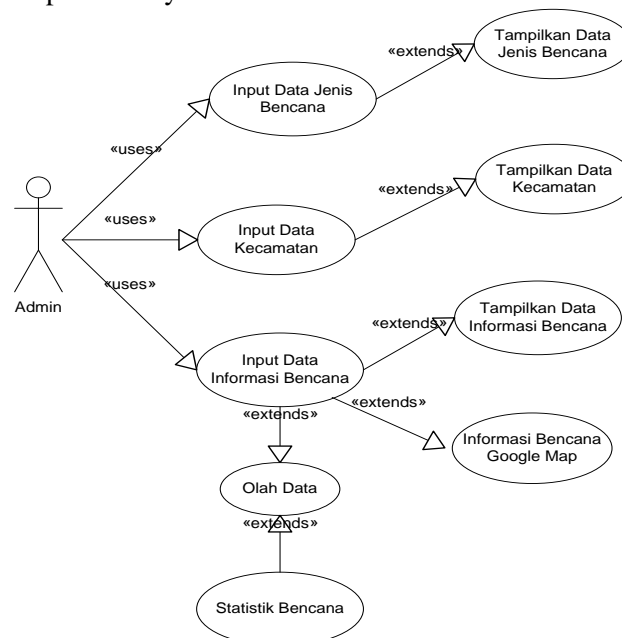 Tampilkan Data
Jenis Bencana
«extends»
Input Data Jenis
Bencana
«uses»
Tampilkan Data
Kecamatan
«extends»
«uses»
Input Data
Kecamatan
Admin
«uses»
Tampilkan Data
Informasi Bencana
«extends»
Input Data
Informasi Bencana
«extends»
«extends»
Informasi Bencana
Google Map
Olah Data
«extends»
Statistik Bencana